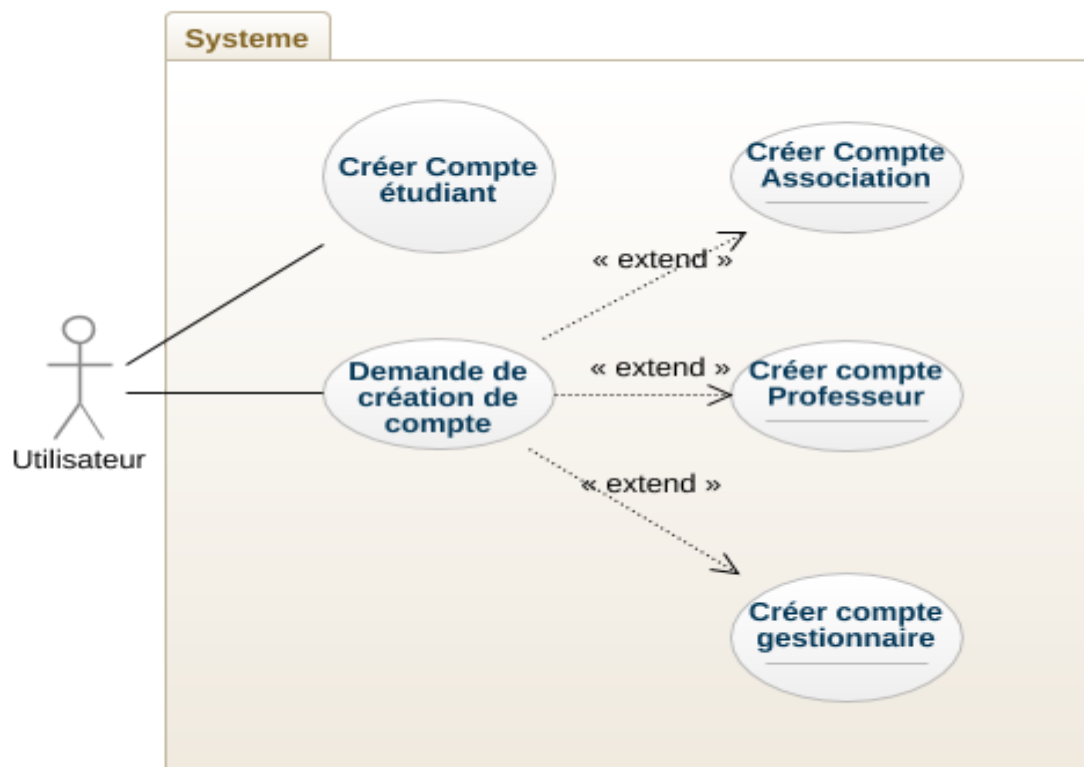 Systeme
Créer Compte
étudiant
Créer Compte
Association
« extend »
Utilisateur
Demande de
création de
compte
« extend »
Créer compte
Professeur
« extend »
Créer compte
gestionnaire